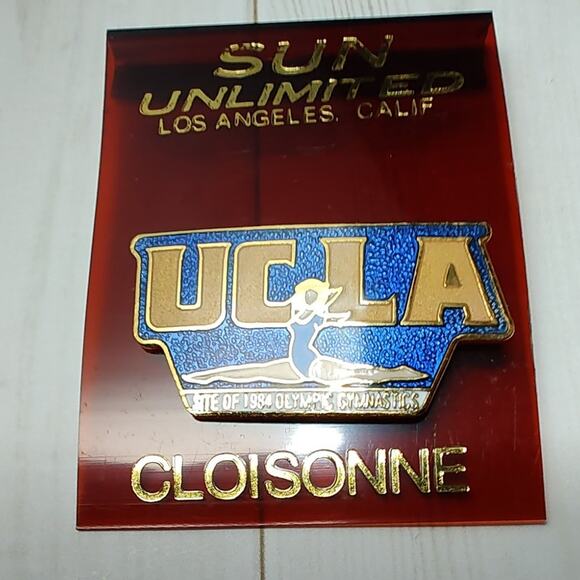 SUN
UNLIMITED
LOS ANGELES, CALIF
UCLA
SITE OF 1984 OLYMPIC GYMNASTICS
CLOISONNE